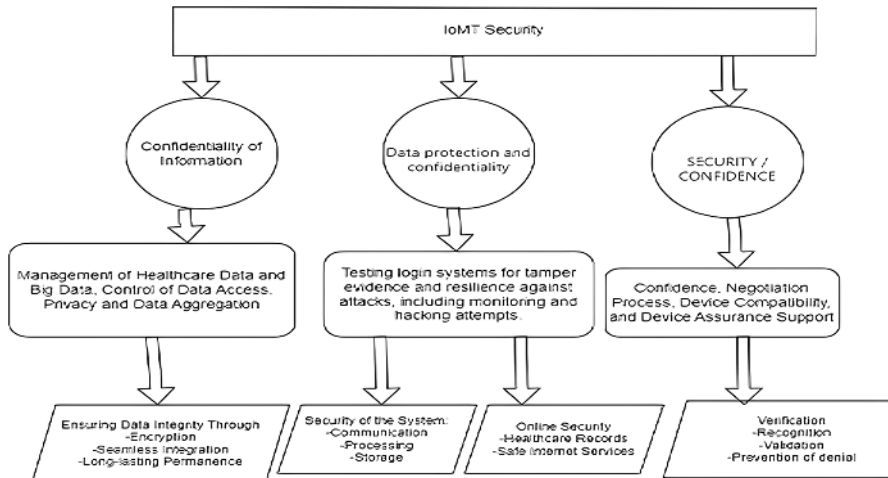 IoMT Security
Confidentiality of
Information
Data protection and
confidentiality
SECURITY /
CONFIDENCE
Management of Healthcare Data and
Big Data, Control of Data Access.
Privacy and Data Aggregation
Testing login systems for tamper
evidence and resilience against
attacks, including monitoring and
hacking attempts.
Confidence, Negotiation
Process, Device Compatibility,
and Device Assurance Support
Ensuring Data Integrity Through
-Encryption
-Seamless Integration
-Long-lasting Permanence
Security of the System:
-Communication
-Processing
-Storage
Online Security
-Healthcare Records
-Safe Internet Services
Verification
-Recognition
-Validation
-Prevention of denial